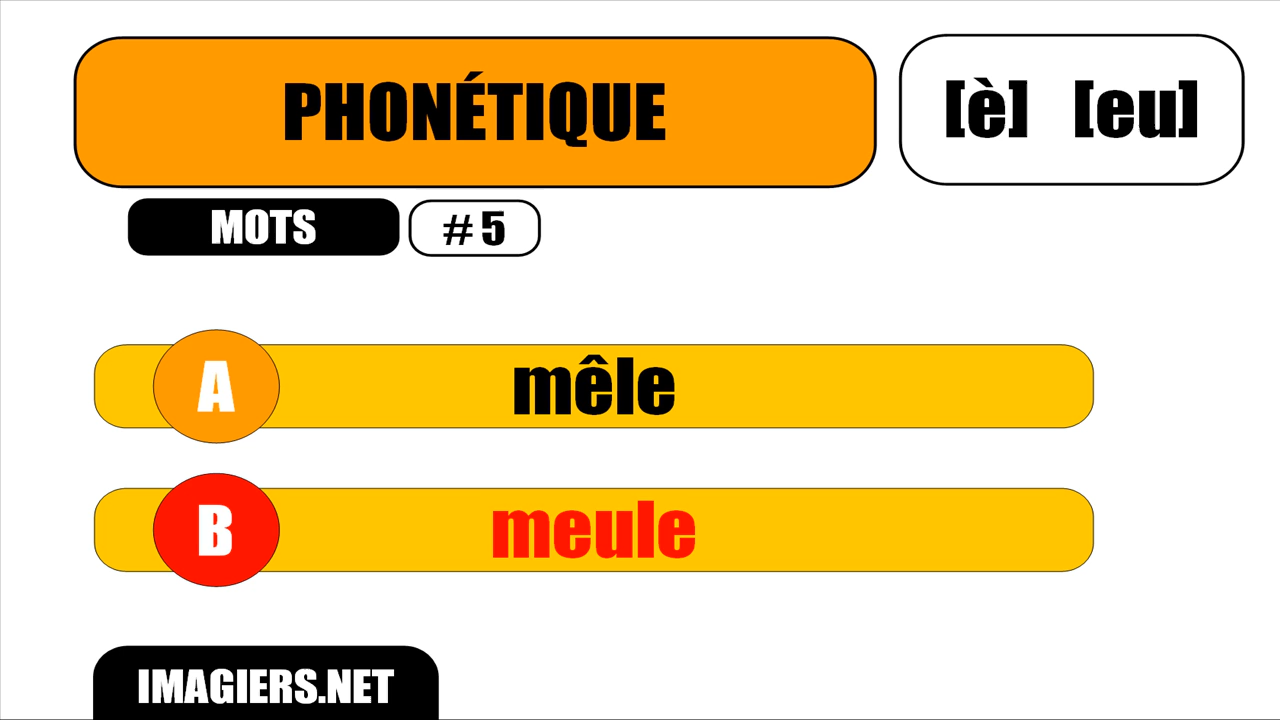 PHONÉTIQUE
[è] [eu]
MOTS
# 5
A mêle
B meule
IMAGIERS.NET